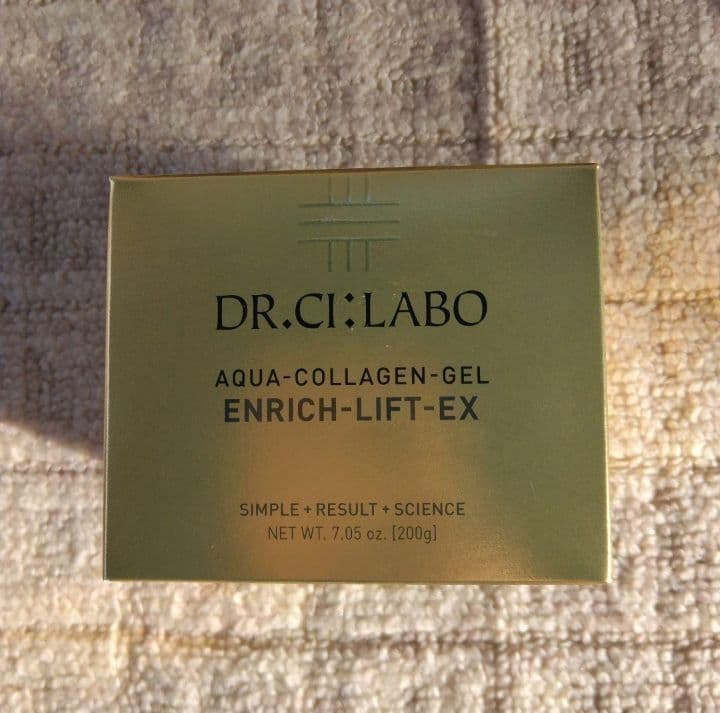 DR.CI:LABO
AQUA-COLLAGEN-GEL
ENRICH-LIFT-EX
SIMPLE + RESULT + SCIENCE
NET WT. 7.05 oz. [200g]